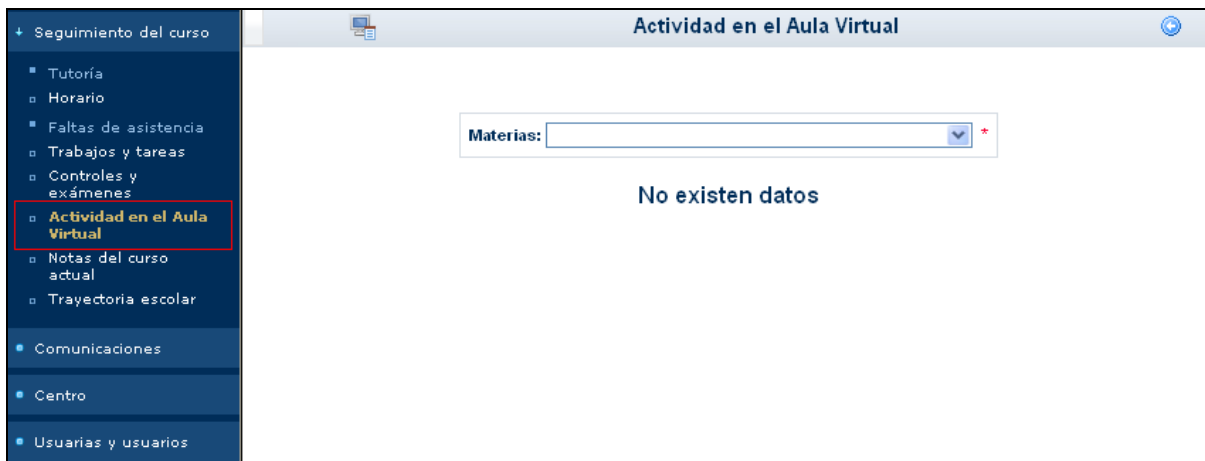 Seguimiento del curso
Tutoría
Horario
Faltas de asistencia
Trabajos y tareas
Controles y
exámenes
Actividad en el Aula
Virtual
Notas del curso
actual
Trayectoria escolar
Comunicaciones
Centro
Usuarias y usuarios
Actividad en el Aula Virtual
Materias: *
No existen datos